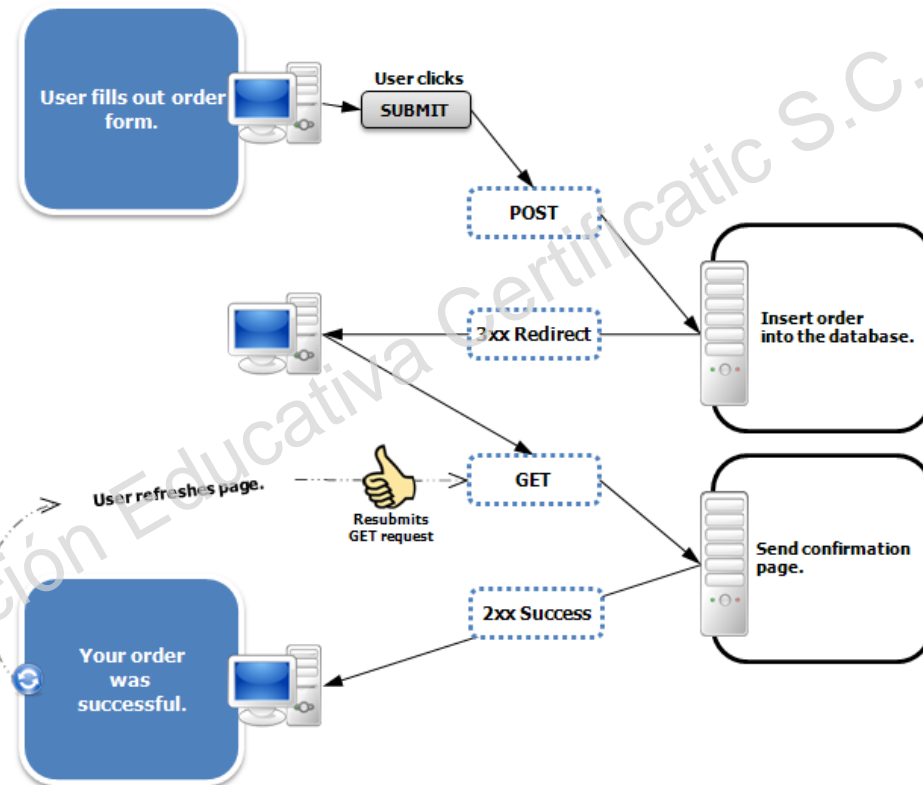 User fills out order
form.
User clicks
SUBMIT
POST
Insert order
into the database.
3xx Redirect
GET
User refreshes page.
Resubmits
GET request
Send confirmation
page.
2xx Success
Your order
was
successful.
ción Educativa Certificatic S.C.